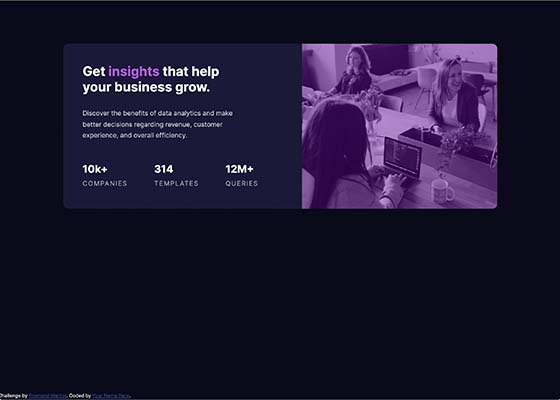 Get insights that help
your business grow.
Discover the benefits of data analytics and make
better decisions regarding revenue, customer
experience, and overall efficiency.
10k+ 314 12M+
COMPANIES TEMPLATES QUERIES
Challenge by Frontend Mentor. Coded by Your Name Here.